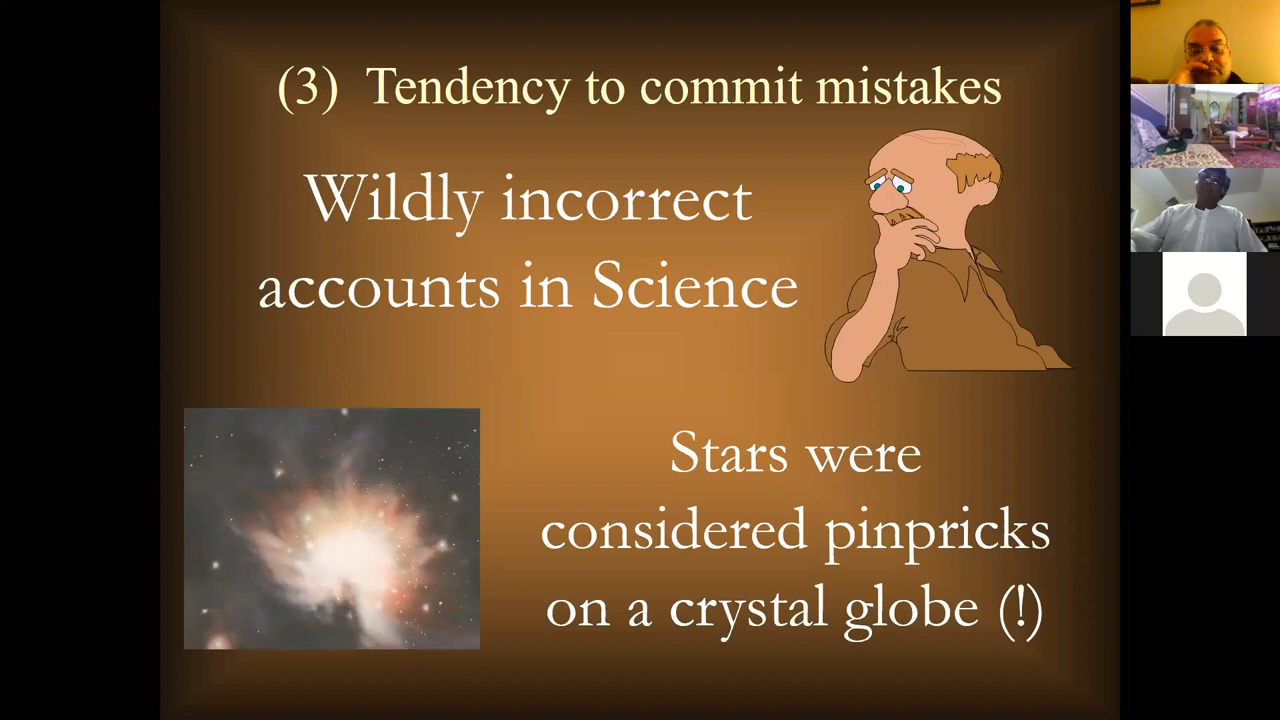 (3) Tendency to commit mistakes
Wildly incorrect
accounts in Science
Stars were
considered pinpricks
on a crystal globe (!)